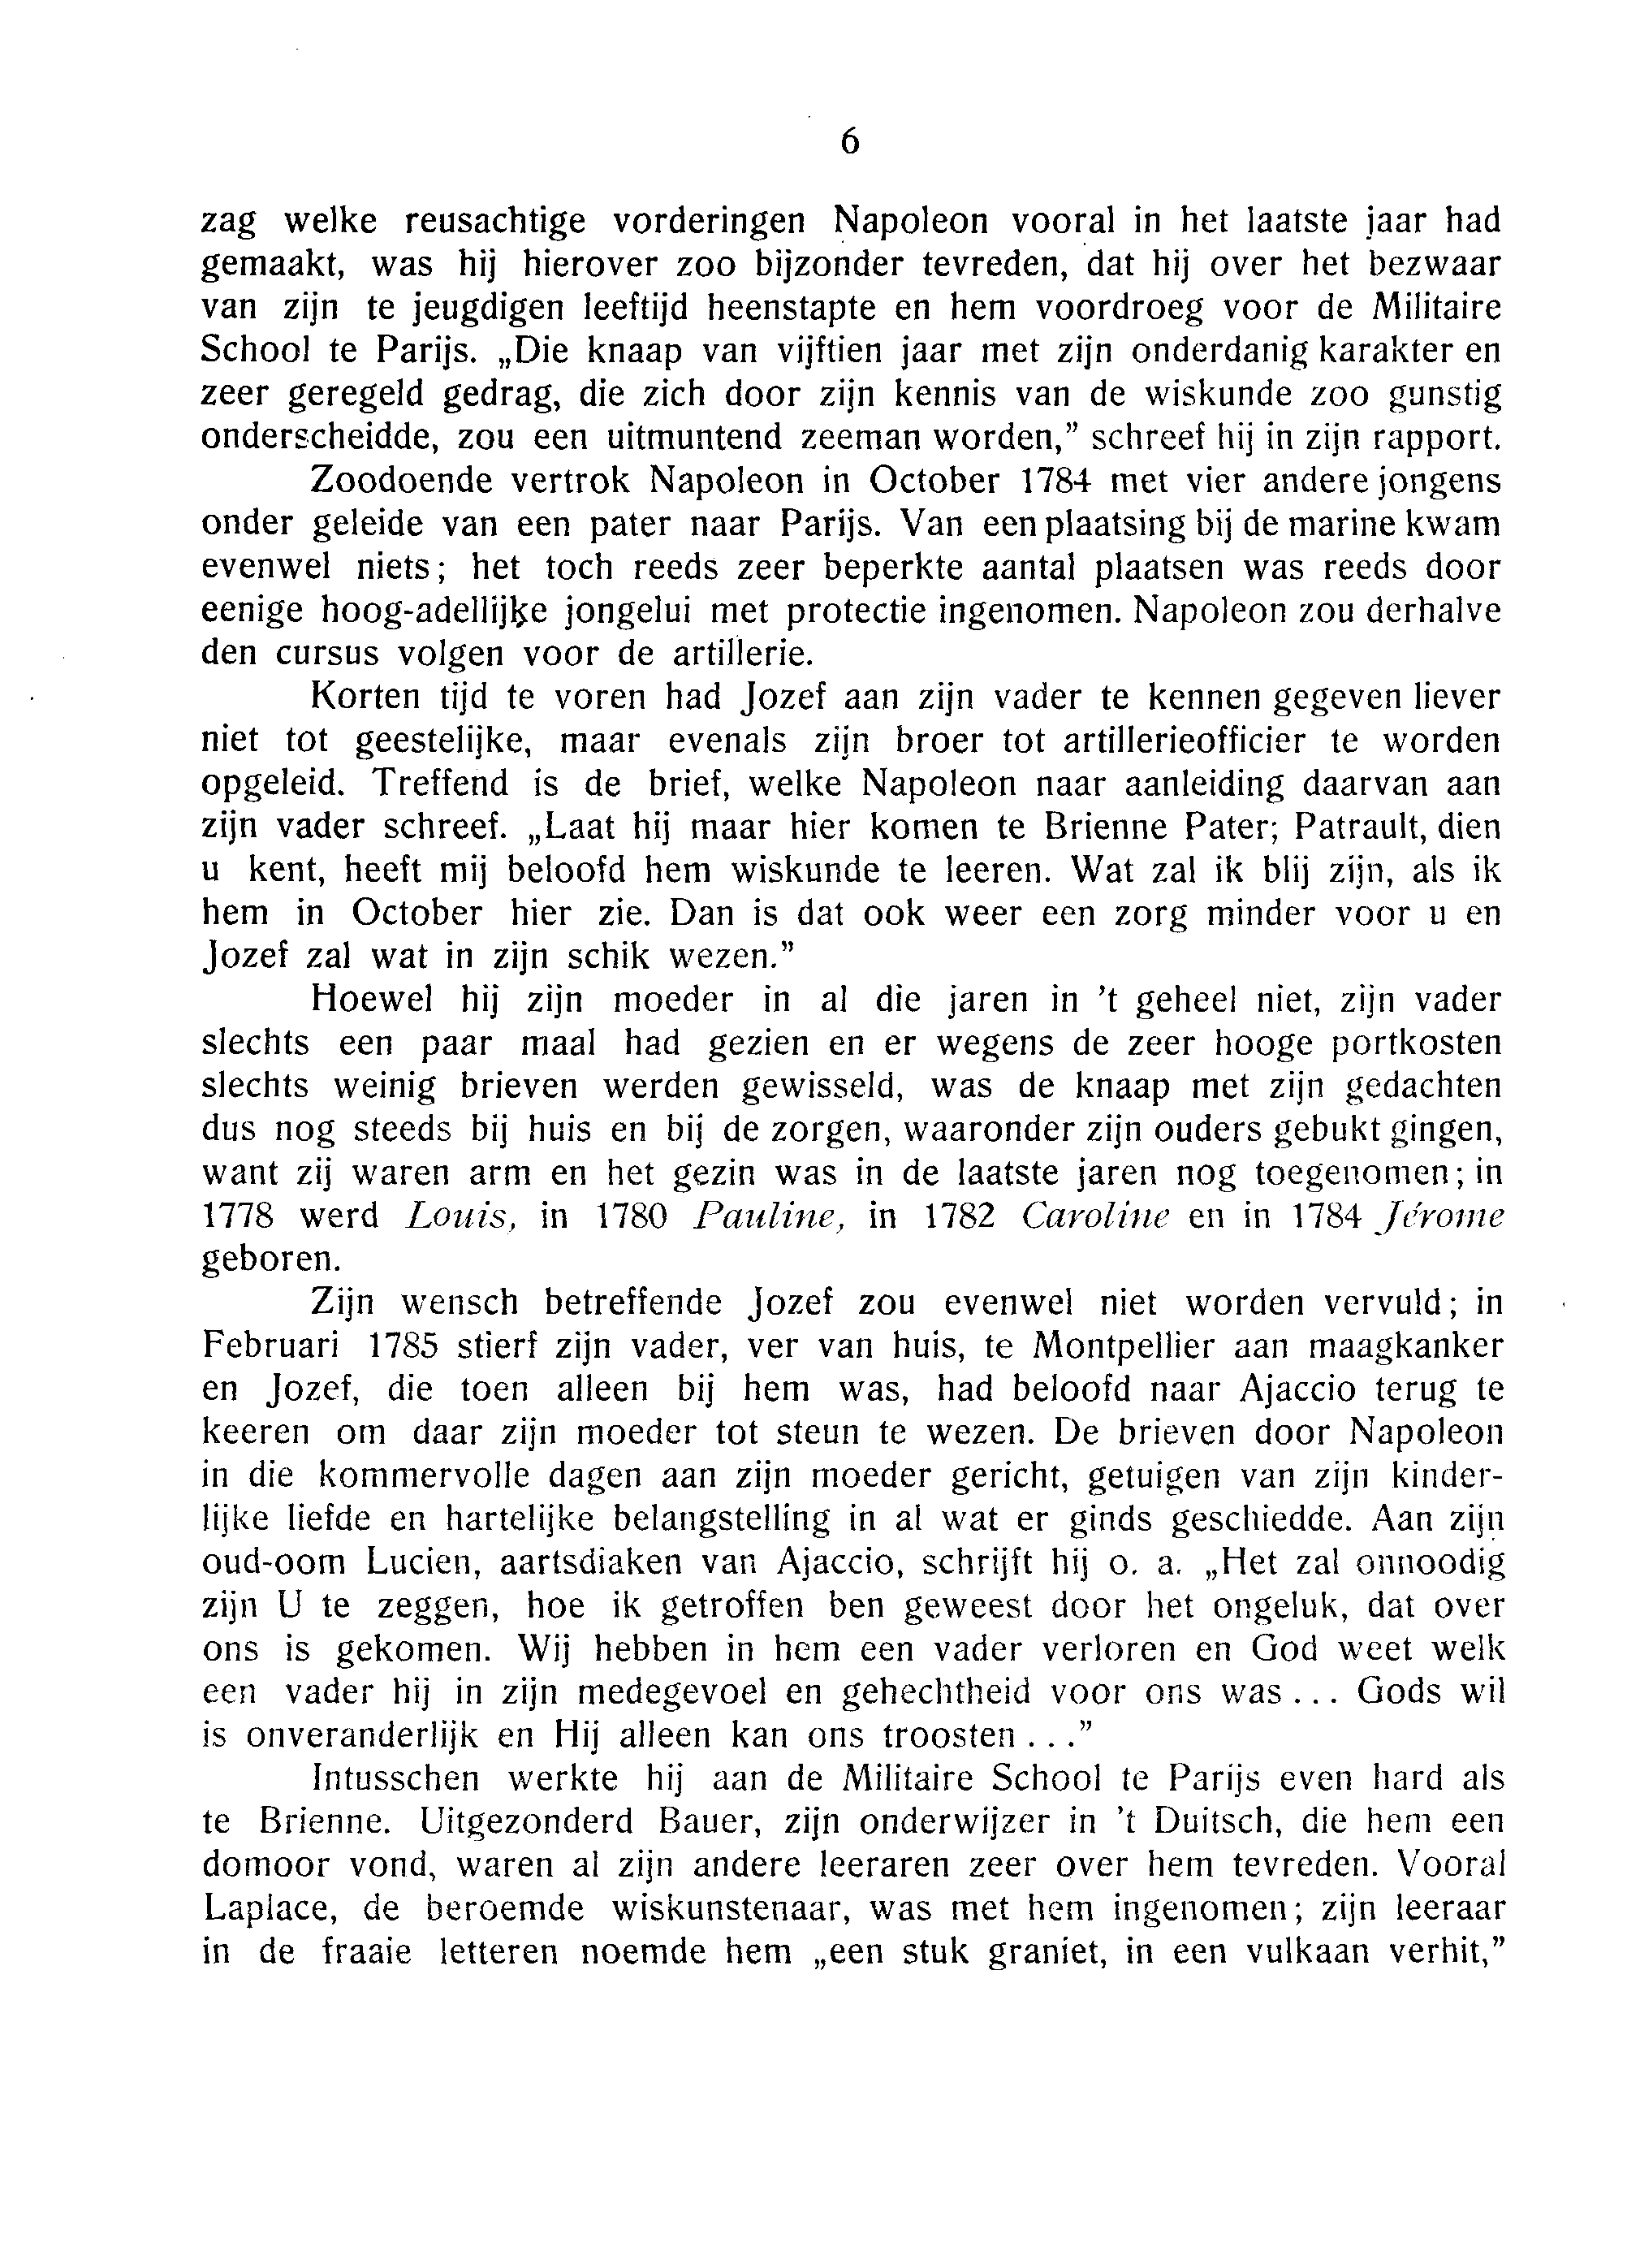 6
zag welke reusachtige vorderingen Napoleon vooral in het laatste jaar had
gemaakt, was hij hierover zoo bijzonder tevreden, dat hij over het bezwaar
van zijn te jeugdigen leeftijd heenstapte en hem voordroeg voor de Militaire
School te Parijs. „Die knaap van vijftien jaar met zijn onderdanig karakter en
zeer geregeld gedrag, die zich door zijn kennis van de wiskunde zoo gunstig
onderscheidde, zou een uitmuntend zeeman worden,” schreef hij in zijn rapport.
Zoodoende vertrok Napoleon in October 1784 met vier andere jongens
onder geleide van een pater naar Parijs. Van een plaatsing bij de marine kwam
evenwel niets; het toch reeds zeer beperkte aantal plaatsen was reeds door
eenige hoog-adellijke jongelui met protectie ingenomen. Napoleon zou derhalve
den cursus volgen voor de artillerie.
Korten tijd te voren had Jozef aan zijn vader te kennen gegeven liever
niet tot geestelijke, maar evenals zijn broer tot artillerieofficier te worden
opgeleid. Treffend is de brief, welke Napoleon naar aanleiding daarvan aan
zijn vader schreef. „Laat hij maar hier komen te Brienne Pater; Patrault, dien
u kent, heeft mij beloofd hem wiskunde te leeren. Wat zal ik blij zijn, als ik
hem in October hier zie. Dan is dat ook weer een zorg minder voor u en
Jozef zal wat in zijn schik wezen.”
Hoewel hij zijn moeder in al die jaren in ’t geheel niet, zijn vader
slechts een paar maal had gezien en er wegens de zeer hooge portkosten
slechts weinig brieven werden gewisseld, was de knaap met zijn gedachten
dus nog steeds bij huis en bij de zorgen, waaronder zijn ouders gebukt gingen,
want zij waren arm en het gezin was in de laatste jaren nog toegenomen; in
1778 werd Louis, in 1780 Pauline, in 1782 Caroline en in 1784 Jérome
geboren.
Zijn wensch betreffende Jozef zou evenwel niet worden vervuld; in
Februari 1785 stierf zijn vader, ver van huis, te Montpellier aan maagkanker
en Jozef, die toen alleen bij hem was, had beloofd naar Ajaccio terug te
keeren om daar zijn moeder tot steun te wezen. De brieven door Napoleon
in die kommervolle dagen aan zijn moeder gericht, getuigen van zijn kinder-
lijke liefde en hartelijke belangstelling in al wat er ginds geschiedde. Aan zijn
oud-oom Lucien, aartsdiaken van Ajaccio, schrijft hij o. a. „Het zal onnoodig
zijn U te zeggen, hoe ik getroffen ben geweest door het ongeluk, dat over
ons is gekomen. Wij hebben in hem een vader verloren en God weet welk
een vader hij in zijn medegevoel en gehechtheid voor ons was... Gods wil
is onveranderlijk en Hij alleen kan ons troosten...”
Intusschen werkte hij aan de Militaire School te Parijs even hard als
te Brienne. Uitgezonderd Bauer, zijn onderwijzer in ’t Duitsch, die hem een
domoor vond, waren al zijn andere leeraren zeer over hem tevreden. Vooral
Laplace, de beroemde wiskunstenaar, was met hem ingenomen; zijn leeraar
in de fraaie letteren noemde hem „een stuk graniet, in een vulkaan verhit,”